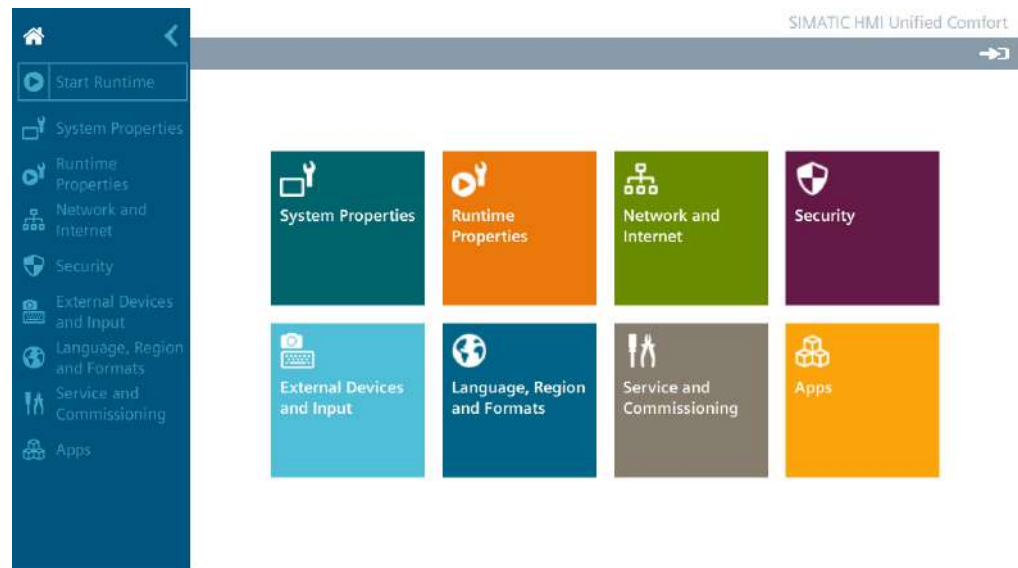 SIMATIC HMI Unified Comfort
Start Runtime
System Properties
Runtime
Properties
Network and
Internet
Security
External Devices
and Input
Language, Region
and Formats
Service and
Commissioning
Apps
System Properties
Runtime
Properties
Network and
Internet
Security
External Devices
and Input
Language, Region
and Formats
Service and
Commissioning
Apps